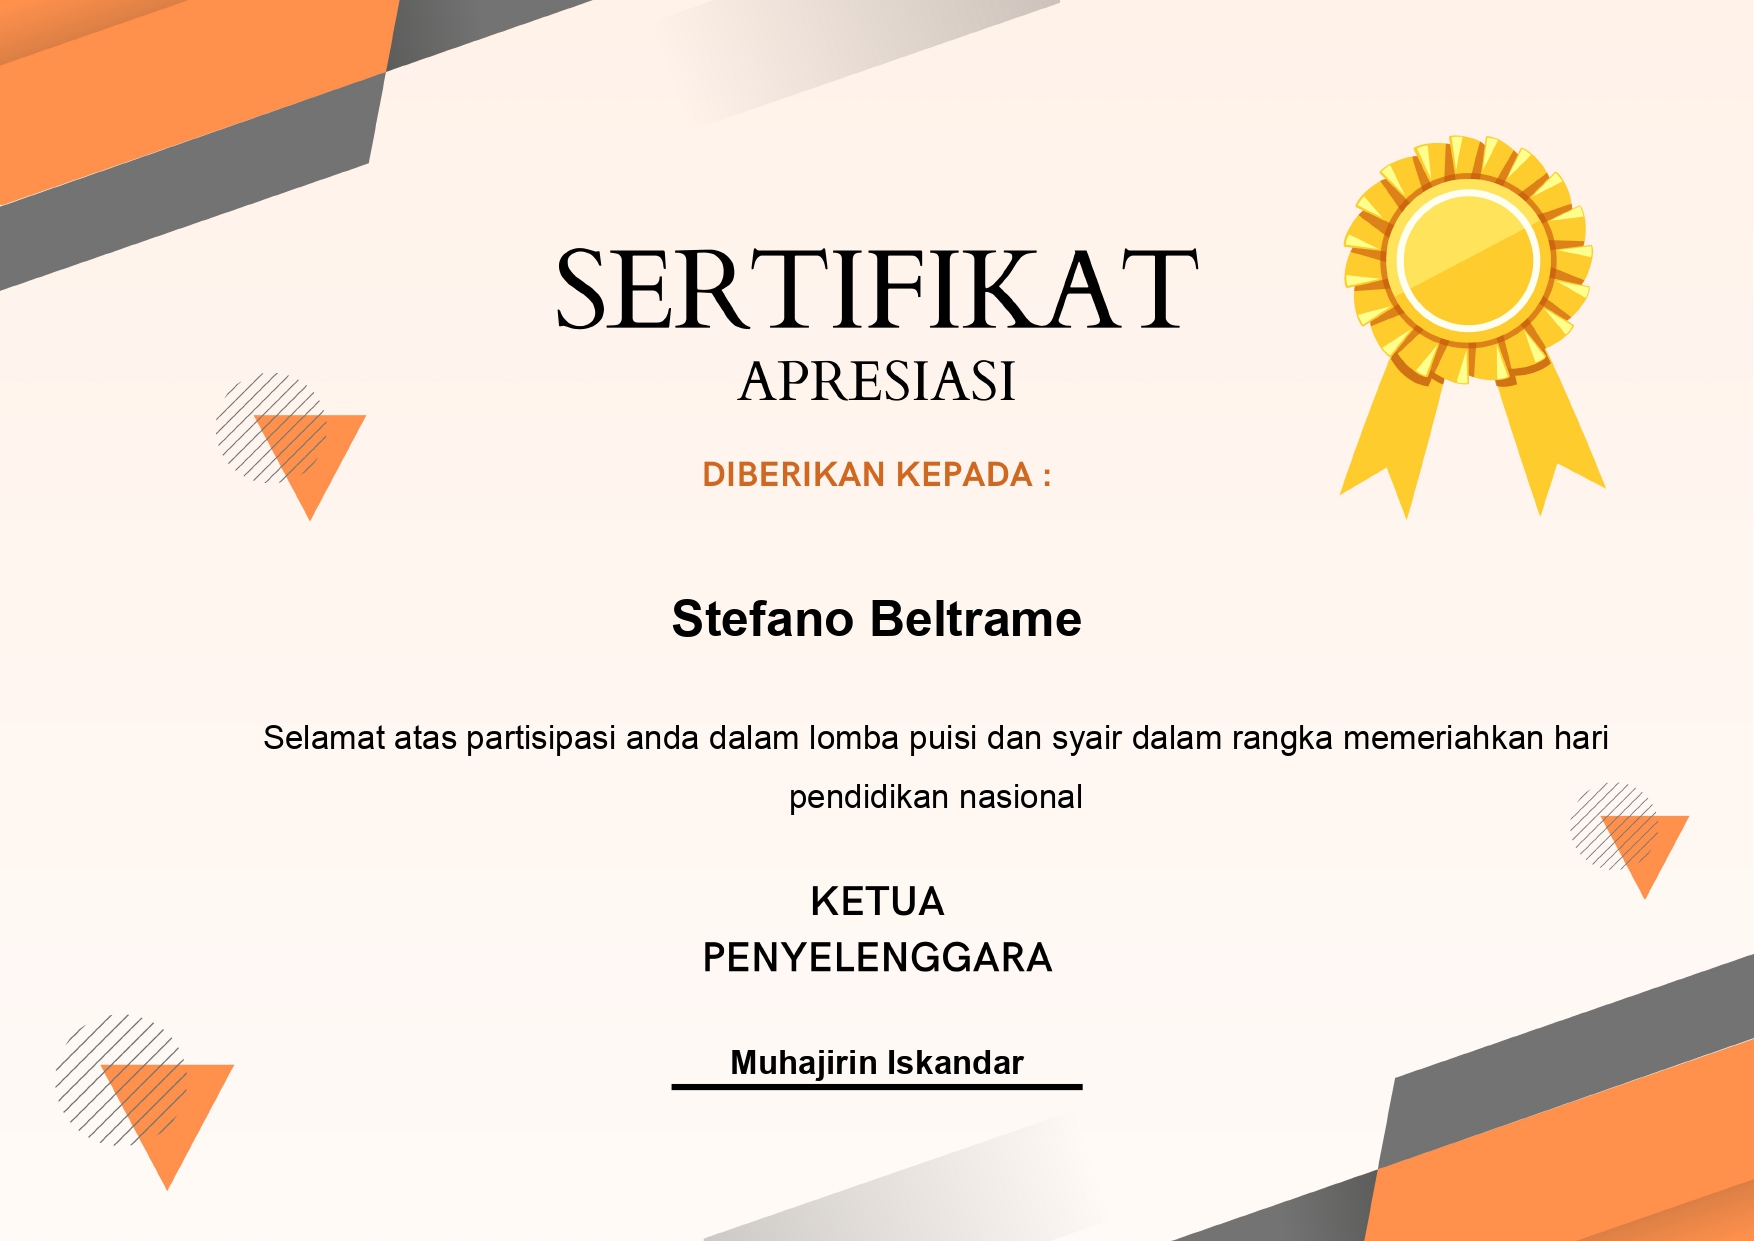 SERTIFIKAT
APRESIASI
DIBERIKAN KEPADA :
Stefano Beltrame
Selamat atas partisipasi anda dalam lomba puisi dan syair dalam rangka memeriahkan hari
pendidikan nasional
KETUA
PENYELENGGARA
Muhajirin Iskandar